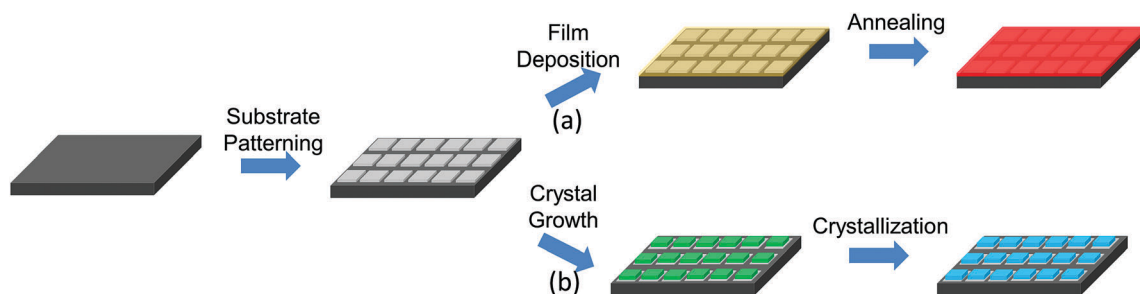 Substrate
Patterning
Film
Deposition
(a)
Annealing
Crystal
Growth
(b)
Crystallization